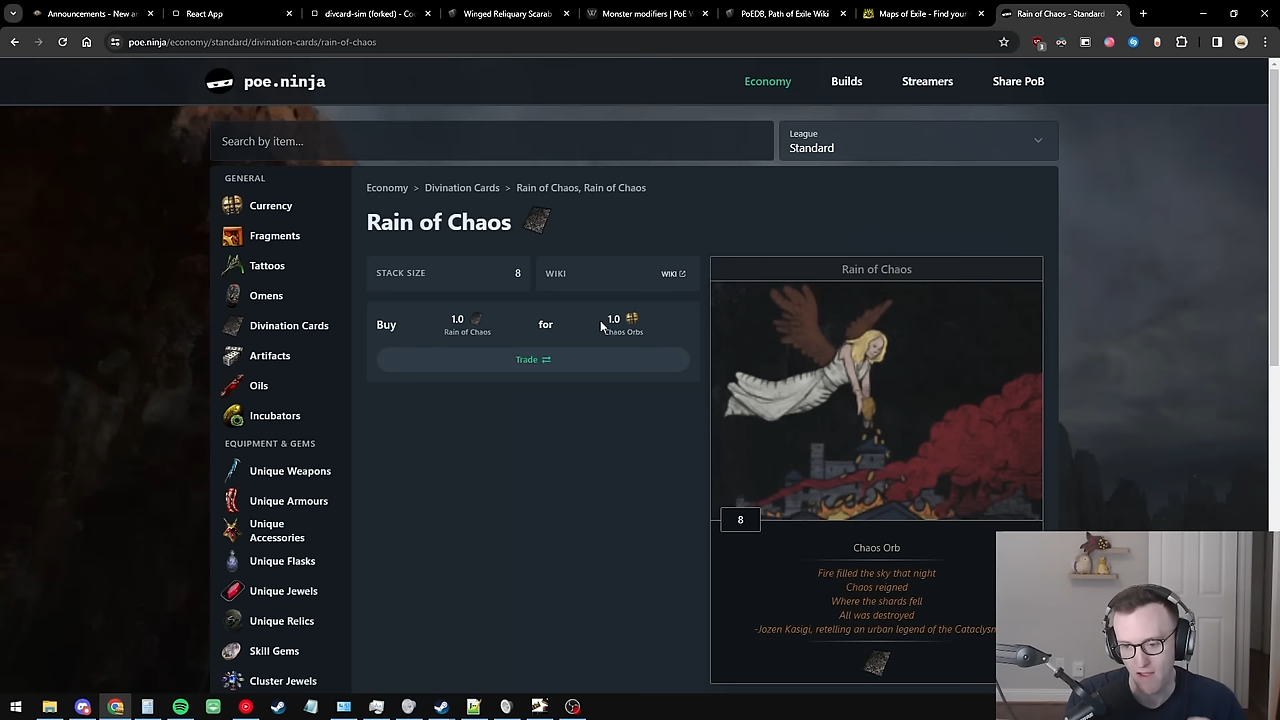 Announcements - New a
React App
divcard-sim (forked) - Co
Winged Reliquary Scarab
Monster modifiers | PoE W
PoEDB, Path of Exile Wiki
Maps of Exile - Find your
Rain of Chaos - Standard
poe.ninja/economy/standard/divination-cards/rain-of-chaos
3
poe.ninja
Economy
Builds
Streamers
Share PoB
Search by item...
League
Standard
GENERAL
Currency
Fragments
Tattoos
Omens
Divination Cards
Artifacts
Oils
Incubators
EQUIPMENT & GEMS
Unique Weapons
Unique Armours
Unique
Accessories
Unique Flasks
Unique Jewels
Unique Relics
Skill Gems
Cluster Jewels
Economy > Divination Cards > Rain of Chaos, Rain of Chaos
Rain of Chaos
STACK SIZE 8
WIKI WIKI
Buy 1.0 for 1.0
Rain of Chaos Chaos Orbs
Trade
Rain of Chaos
8
Chaos Orb
Fire filled the sky that night
Chaos reigned
Where the shards fell
All was destroyed
-Jozen Kasigi, retelling an urban legend of the Cataclysm